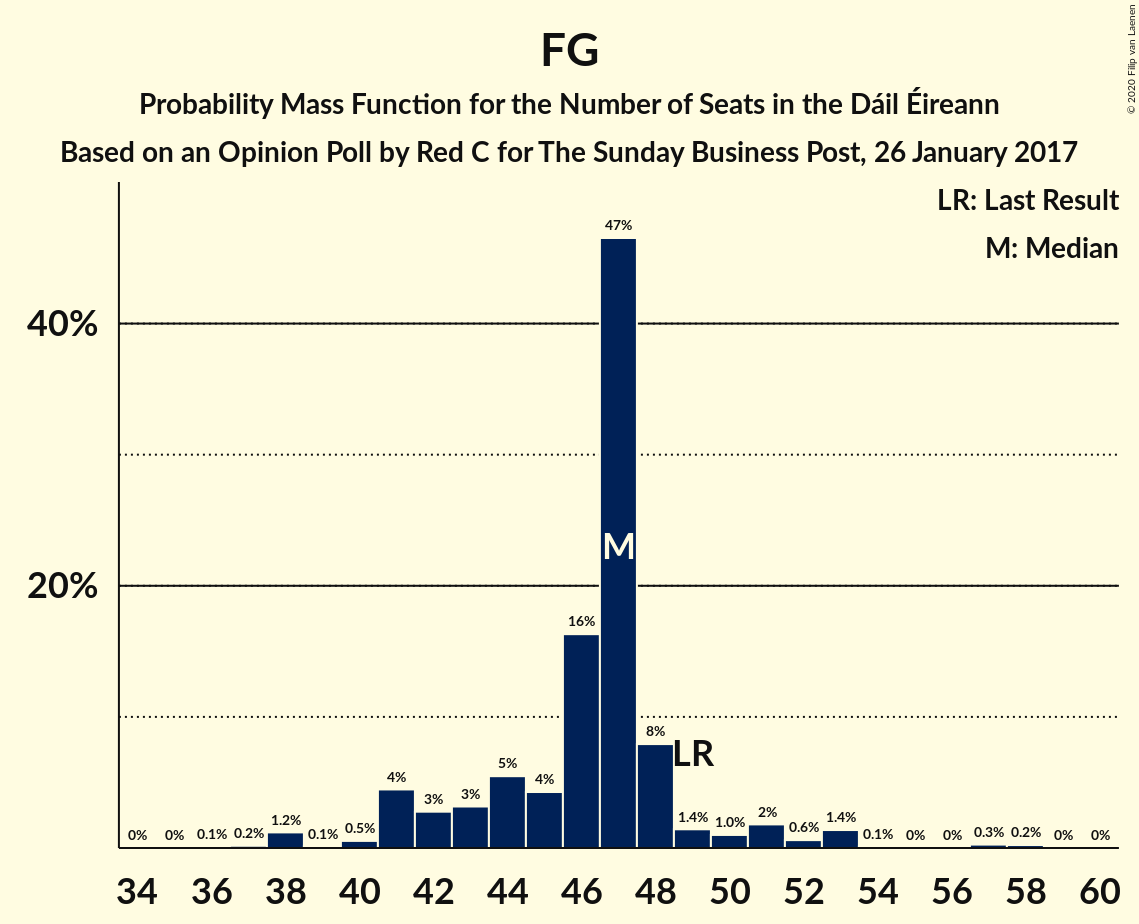 FG
Probability Mass Function for the Number of Seats in the Dáil Éireann
Based on an Opinion Poll by Red C for The Sunday Business Post, 26 January 2017
© 2020 Filip van Laenen
LR: Last Result
M: Median
40%
20%
0% 0% 0.1% 0.2% 1.2% 0.1% 0.5% 4% 3% 3% 5% 4% 16% 47% 8% 1.4% 1.0% 2% 0.6% 1.4% 0.1% 0% 0% 0.3% 0.2% 0% 0%
M
LR
34 36 38 40 42 44 46 48 50 52 54 56 58 60